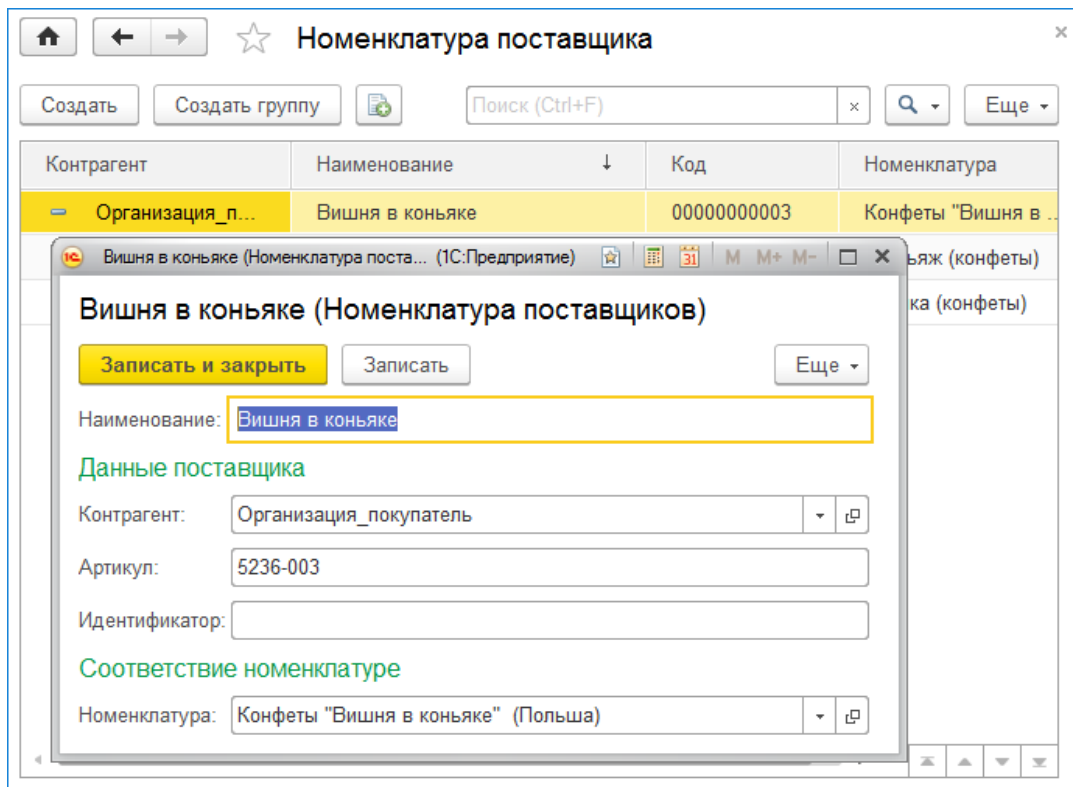 Номенклатура поставщика
Создать Создать группу Поиск (Ctrl+F) Еще
Контрагент Наименование Код Номенклатура
Организация_п... Вишня в коньяке 00000000003 Конфеты "Вишня в ...
Вишня в коньяке (Номенклатура поста... (1С:Предприятие) 31 M M+ M-
ьяж (конфеты)
Вишня в коньяке (Номенклатура поставщиков)
ка (конфеты)
Записать и закрыть Записать Еще
Наименование: Вишня в коньяке
Данные поставщика
Контрагент: Организация_покупатель
Артикул: 5236-003
Идентификатор:
Соответствие номенклатуре
Номенклатура: Конфеты "Вишня в коньяке" (Польша)